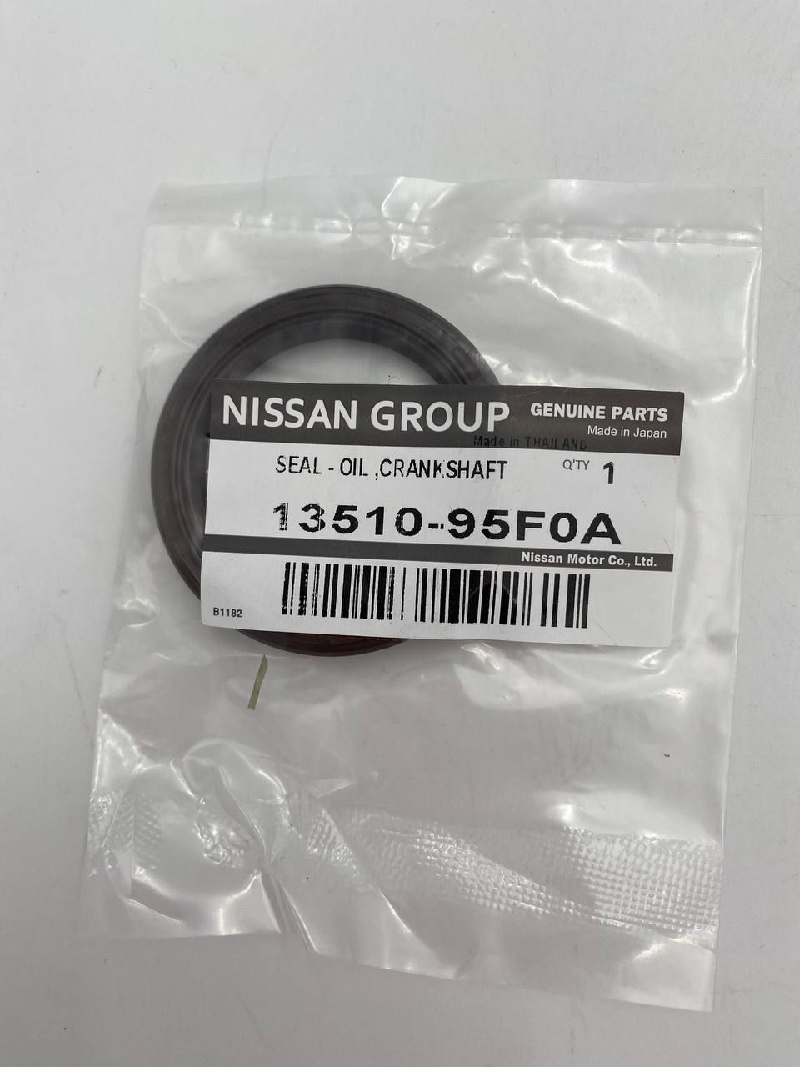 NISSAN GROUP GENUINE PARTS
Made in Japan
Made in THAILAND
SEAL - OIL ,CRANKSHAFT Q'TY 1
13510-95F0A
Nissan Motor Co., Ltd.
B1182